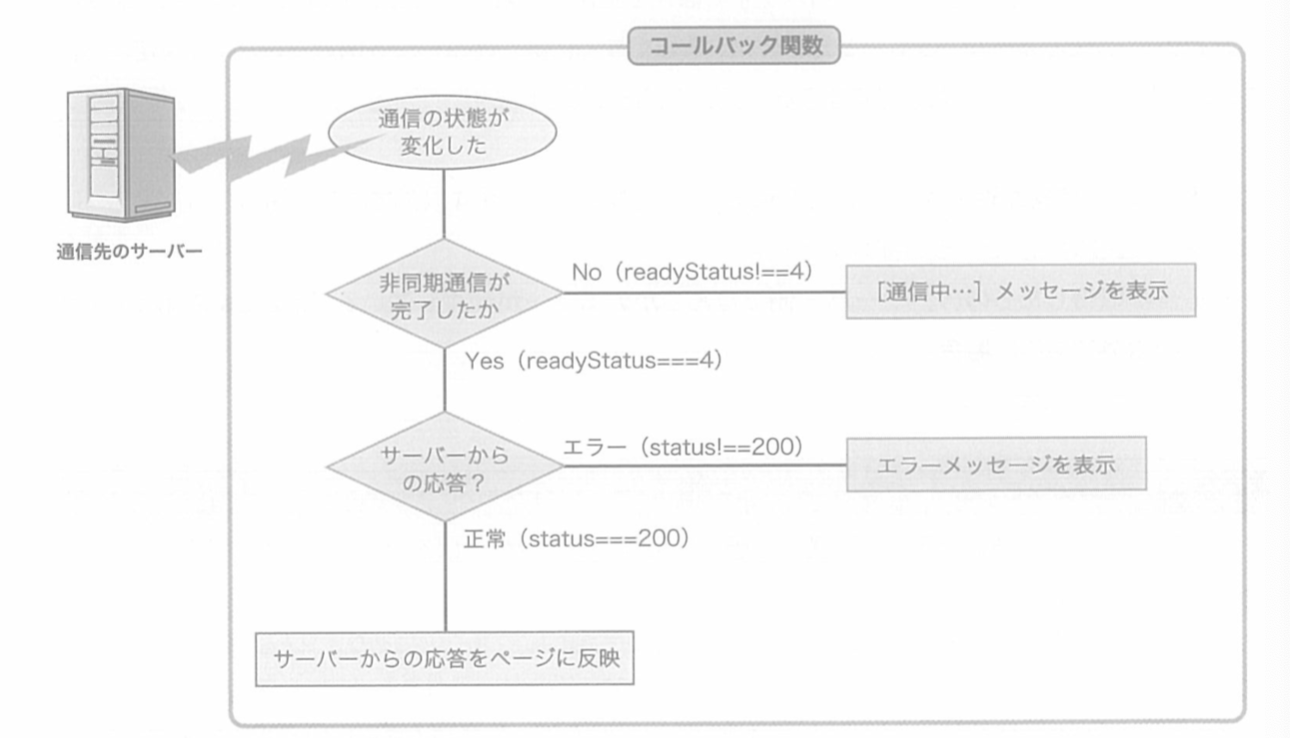 コールバック関数
通信の状態が
変化した
通信先のサーバー
非同期通信が
完了したか
No（readyStatus!==4）
［通信中…］メッセージを表示
Yes（readyStatus===4）
サーバーから
の応答？
エラー（status!==200）
エラーメッセージを表示
正常（status===200）
サーバーからの応答をページに反映